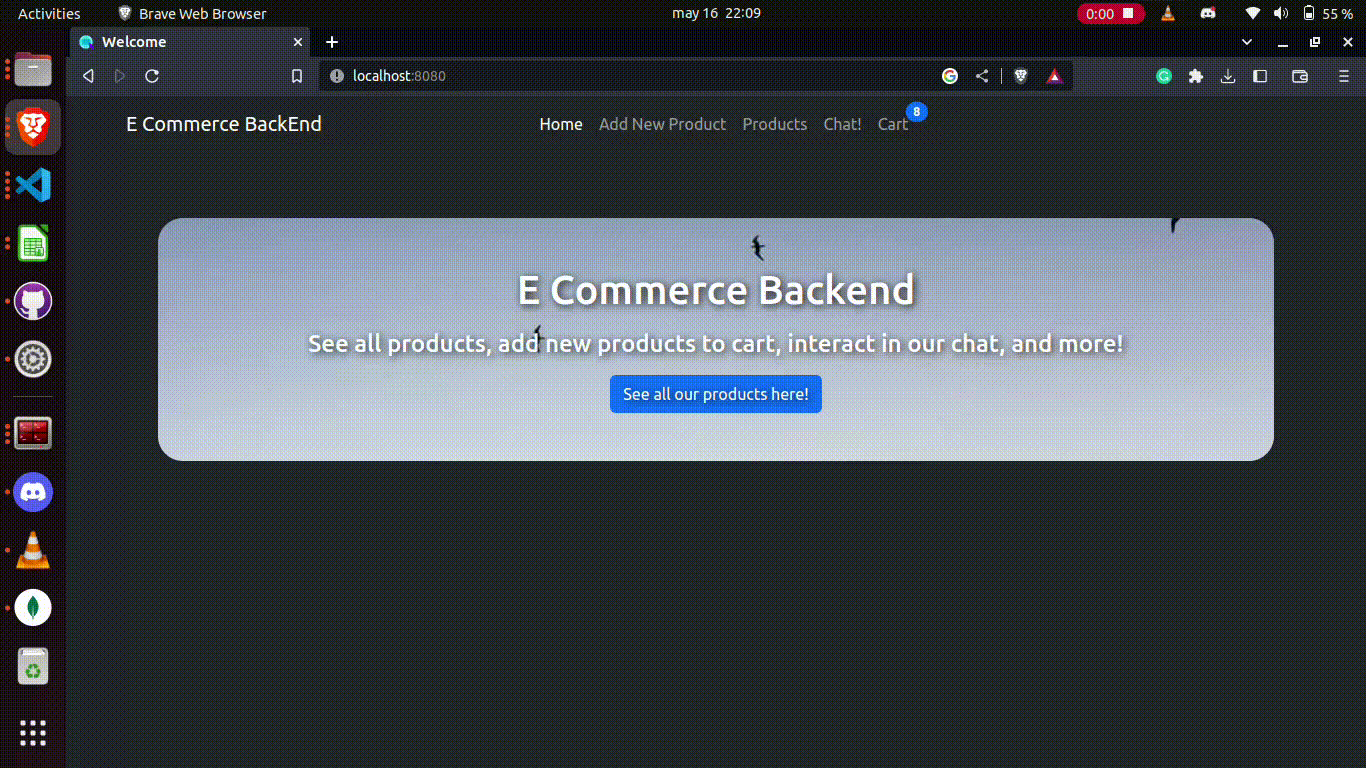 Activities Brave Web Browser may 16 22:09 0:00 55 %
Welcome
localhost:8080
E Commerce BackEnd Home Add New Product Products Chat! Cart 8
E Commerce Backend
See all products, add new products to cart, interact in our chat, and more!
See all our products here!